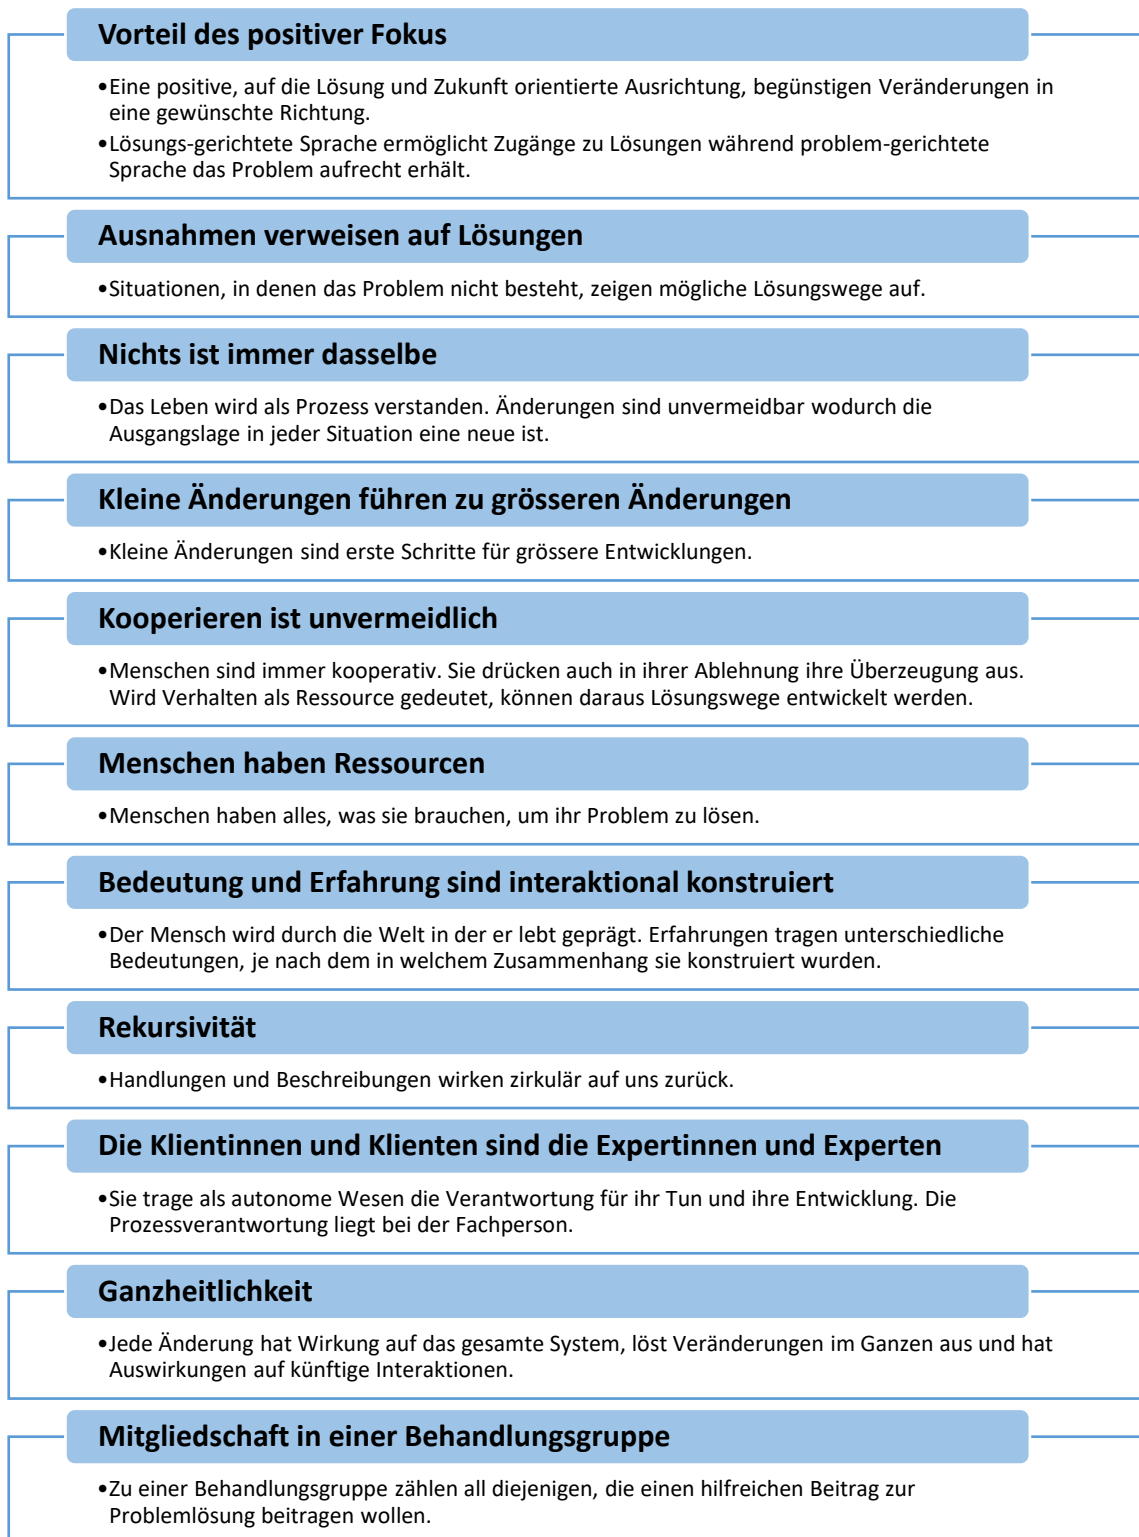 Vorteil des positiver Fokus
•Eine positive, auf die Lösung und Zukunft orientierte Ausrichtung, begünstigen Veränderungen in
eine gewünschte Richtung.
•Lösungs-gerichtete Sprache ermöglicht Zugänge zu Lösungen während problem-gerichtete
Sprache das Problem aufrecht erhält.
Ausnahmen verweisen auf Lösungen
•Situationen, in denen das Problem nicht besteht, zeigen mögliche Lösungswege auf.
Nichts ist immer dasselbe
•Das Leben wird als Prozess verstanden. Änderungen sind unvermeidbar wodurch die
Ausgangslage in jeder Situation eine neue ist.
Kleine Änderungen führen zu grösseren Änderungen
•Kleine Änderungen sind erste Schritte für grössere Entwicklungen.
Kooperieren ist unvermeidlich
•Menschen sind immer kooperativ. Sie drücken auch in ihrer Ablehnung ihre Überzeugung aus.
Wird Verhalten als Ressource gedeutet, können daraus Lösungswege entwickelt werden.
Menschen haben Ressourcen
•Menschen haben alles, was sie brauchen, um ihr Problem zu lösen.
Bedeutung und Erfahrung sind interaktional konstruiert
•Der Mensch wird durch die Welt in der er lebt geprägt. Erfahrungen tragen unterschiedliche
Bedeutungen, je nach dem in welchem Zusammenhang sie konstruiert wurden.
Rekursivität
•Handlungen und Beschreibungen wirken zirkulär auf uns zurück.
Die Klientinnen und Klienten sind die Expertinnen und Experten
•Sie trage als autonome Wesen die Verantwortung für ihr Tun und ihre Entwicklung. Die
Prozessverantwortung liegt bei der Fachperson.
Ganzheitlichkeit
•Jede Änderung hat Wirkung auf das gesamte System, löst Veränderungen im Ganzen aus und hat
Auswirkungen auf künftige Interaktionen.
Mitgliedschaft in einer Behandlungsgruppe
•Zu einer Behandlungsgruppe zählen all diejenigen, die einen hilfreichen Beitrag zur
Problemlösung beitragen wollen.